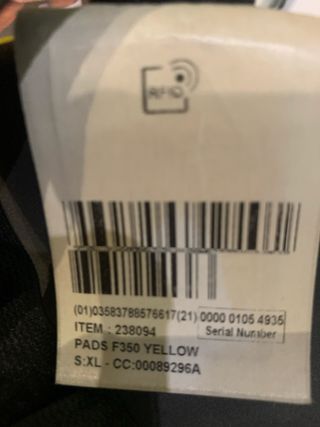 RFID
(01)03583788576617(21) 0000 0105 4935
ITEM.: 238094 Serial Number
PADS F350 YELLOW
S:XL - CC:00089296A